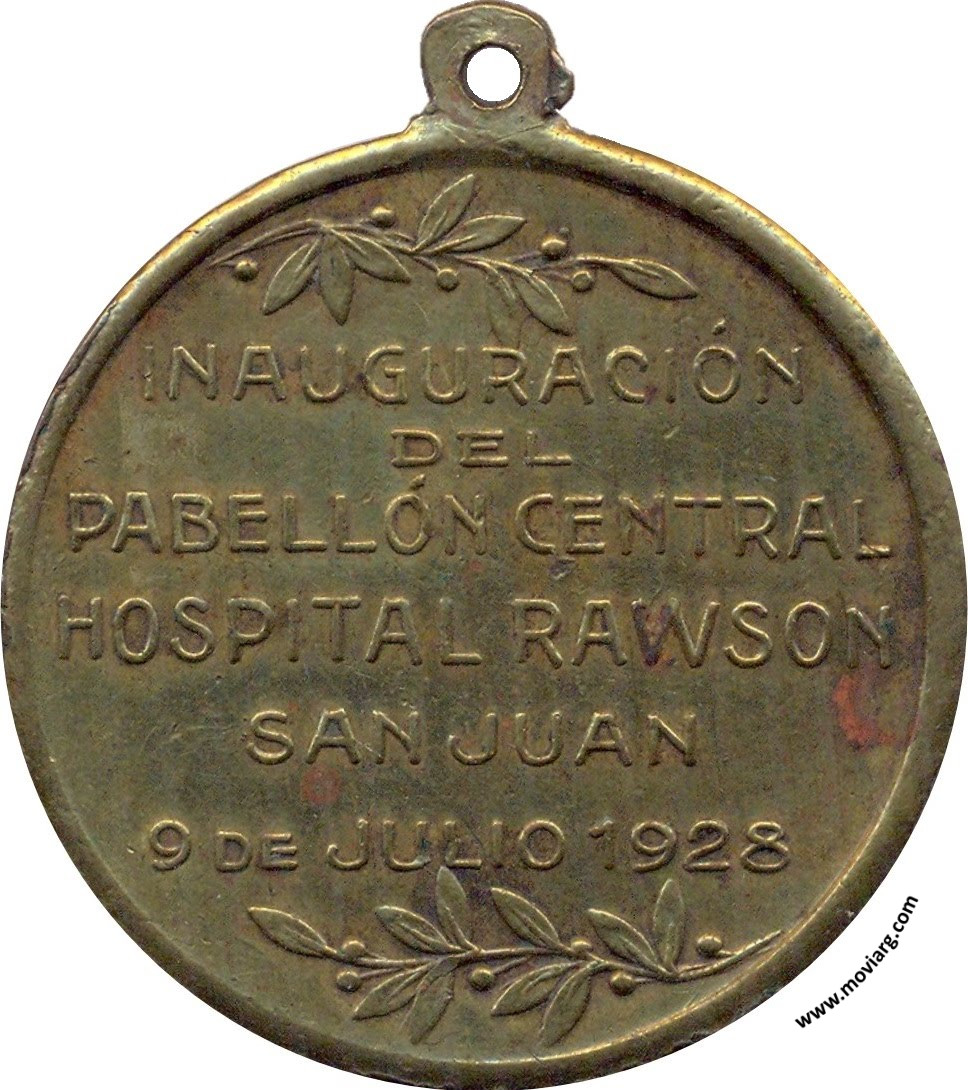 INAUGURACIÓN
DEL
PABELLÓN CENTRAL
HOSPITAL RAWSON
SAN JUAN
9 DE JULIO 1928
www.moviarg.com